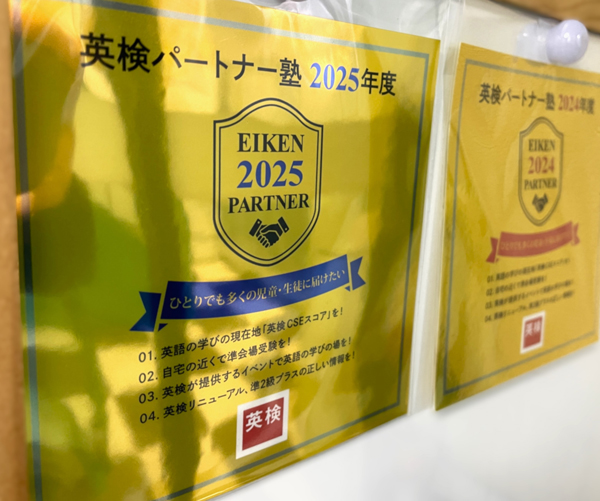 英検パートナー塾 2025年度
EIKEN
2025
PARTNER
ひとりでも多くの児童・生徒に届けたい
01. 英語の学びの現在地「英検CSEスコア」を！
02. 自宅の近くで準会場受験を！
03. 英検が提供するイベントで英語の学びの場を！
04. 英検リニューアル、準2級プラスの正しい情報を！
英検
英検パートナー塾 2024年度
EIKEN
2024
PARTNER
英検